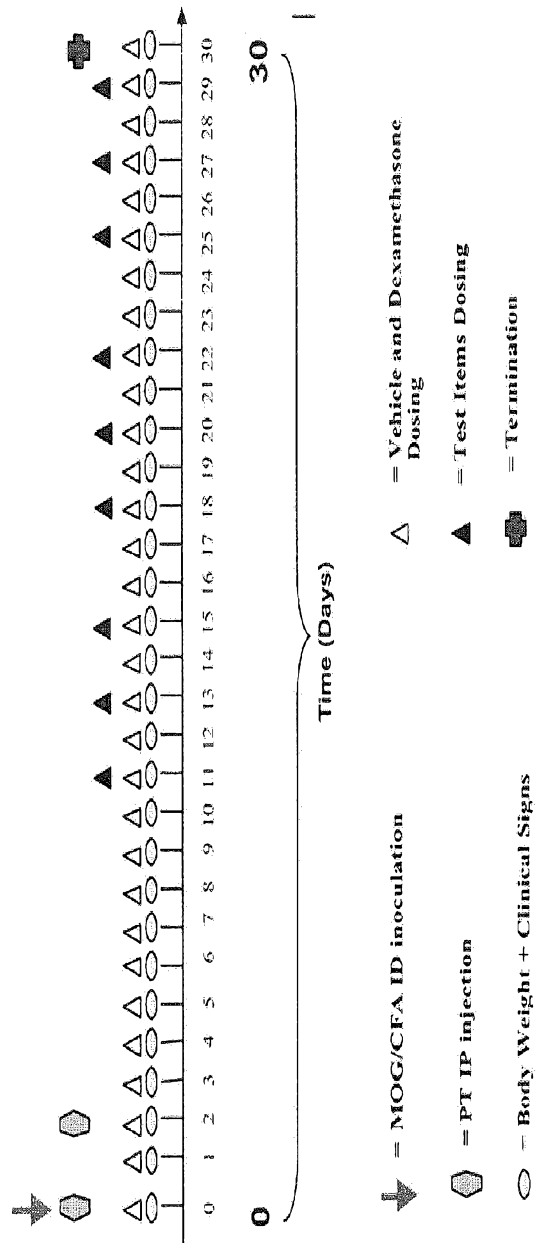 0 1 2 3 4 5 6 7 8 9 10 11 12 13 14 15 16 17 18 19 20 21 22 23 24 25 26 27 28 29 30
0 30
Time (Days)
= MOG/CFA ID inoculation
= PT IP injection
= Body Weight + Clinical Signs
= Vehicle and Dexamethasone
Dosing
= Test Items Dosing
= Termination